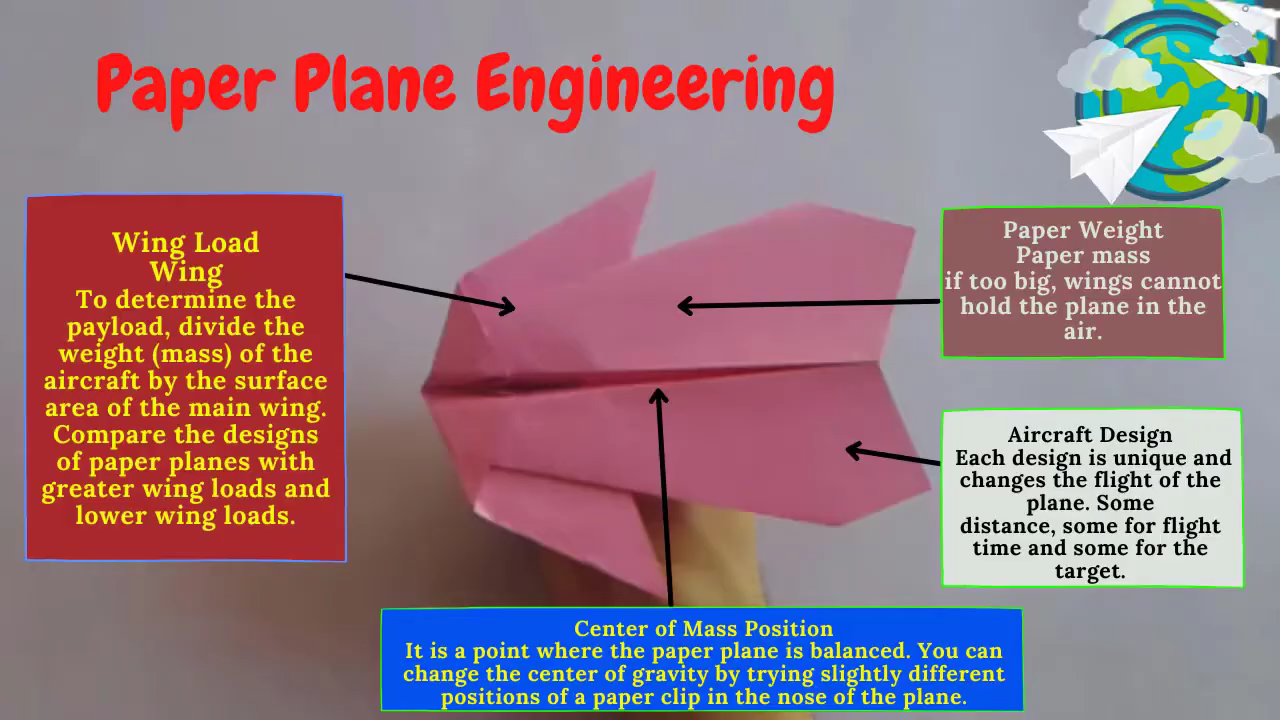 Paper Plane Engineering
Wing Load
Wing
To determine the
payload, divide the
weight (mass) of the
aircraft by the surface
area of the main wing.
Compare the designs
of paper planes with
greater wing loads and
lower wing loads.
Paper Weight
Paper mass
if too big, wings cannot
hold the plane in the
air.
Aircraft Design
Each design is unique and
changes the flight of the
plane. Some
distance, some for flight
time and some for the
target.
Center of Mass Position
It is a point where the paper plane is balanced. You can
change the center of gravity by trying slightly different
positions of a paper clip in the nose of the plane.